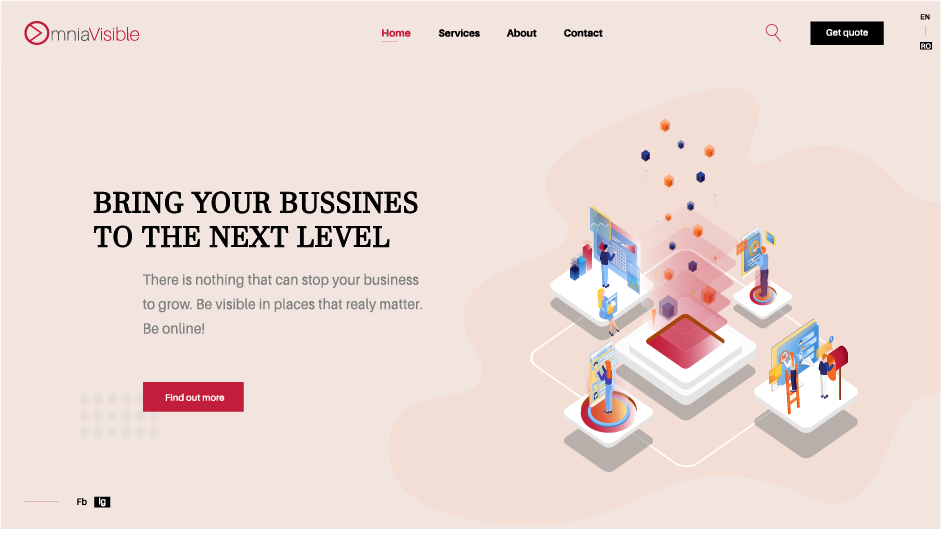 OmniaVisible
Home Services About Contact
Get quote
EN
RO
BRING YOUR BUSSINES
TO THE NEXT LEVEL
There is nothing that can stop your business
to grow. Be visible in places that realy matter.
Be online!
Find out more
Fb Ig